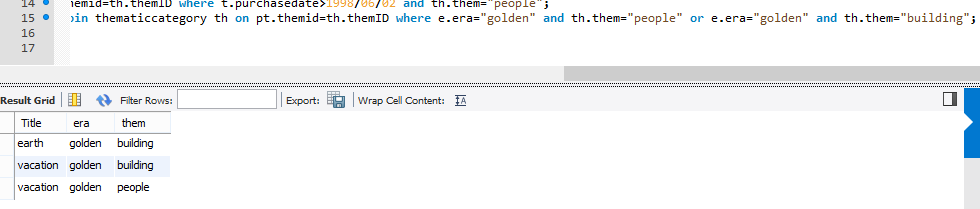 14 hemid=th.themID where t.purchasedate>1998/06/02 and th.them="people";
15 oin thematiccategory th on pt.themid=th.themID where e.era="golden" and th.them="people" or e.era="golden" and th.them="building";
16
17
Result Grid Filter Rows: Export: Wrap Cell Content: IA
Title era them
earth golden building
vacation golden building
vacation golden people